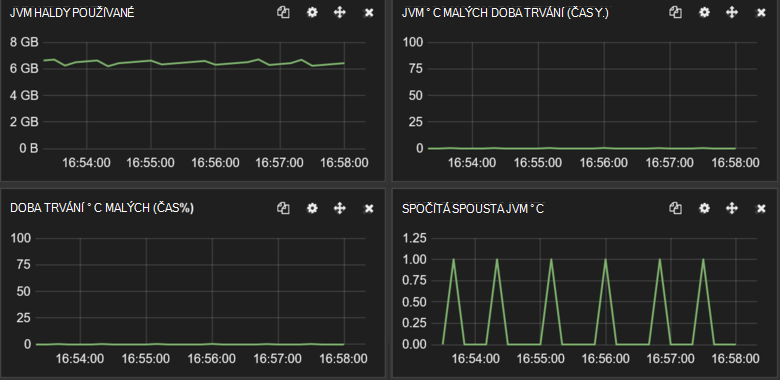 JVM HALDY POUŽÍVANÉ
8 GB
6 GB
4 GB
2 GB
0 B
16:54:00 16:55:00 16:56:00 16:57:00 16:58:00
JVM °C MALÝCH DOBA TRVÁNÍ (ČAS Y.)
100
75
50
25
0
16:54:00 16:55:00 16:56:00 16:57:00 16:58:00
DOBA TRVÁNÍ °C MALÝCH (ČAS%)
100
75
50
25
0
16:54:00 16:55:00 16:56:00 16:57:00 16:58:00
SPOČÍTÁ SPOUSTA JVM °C
1.25
1.00
0.75
0.50
0.25
0.00
16:54:00 16:55:00 16:56:00 16:57:00 16:58:00